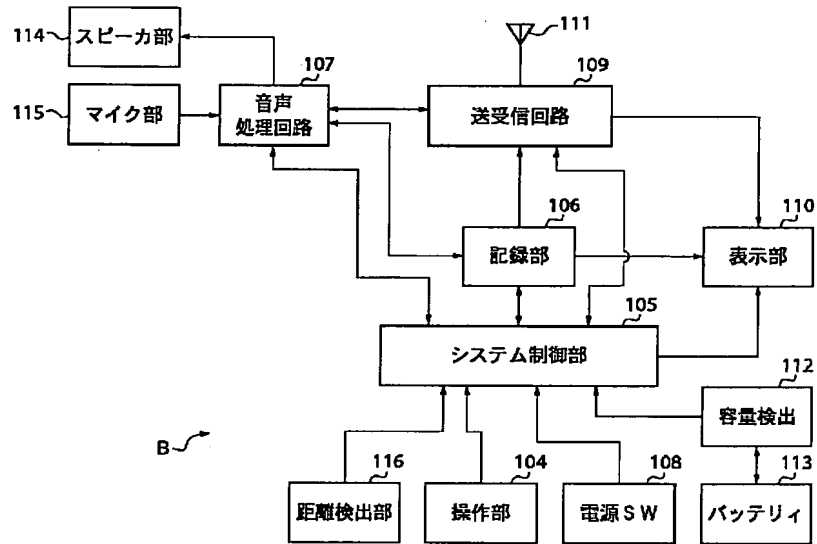 111
114
スピーカ部
107
109
115
マイク部
音声
処理回路
送受信回路
106
110
記録部
表示部
105
システム制御部
112
容量検出
B
116
104
108
113
距離検出部
操作部
電源SW
バッテリィ